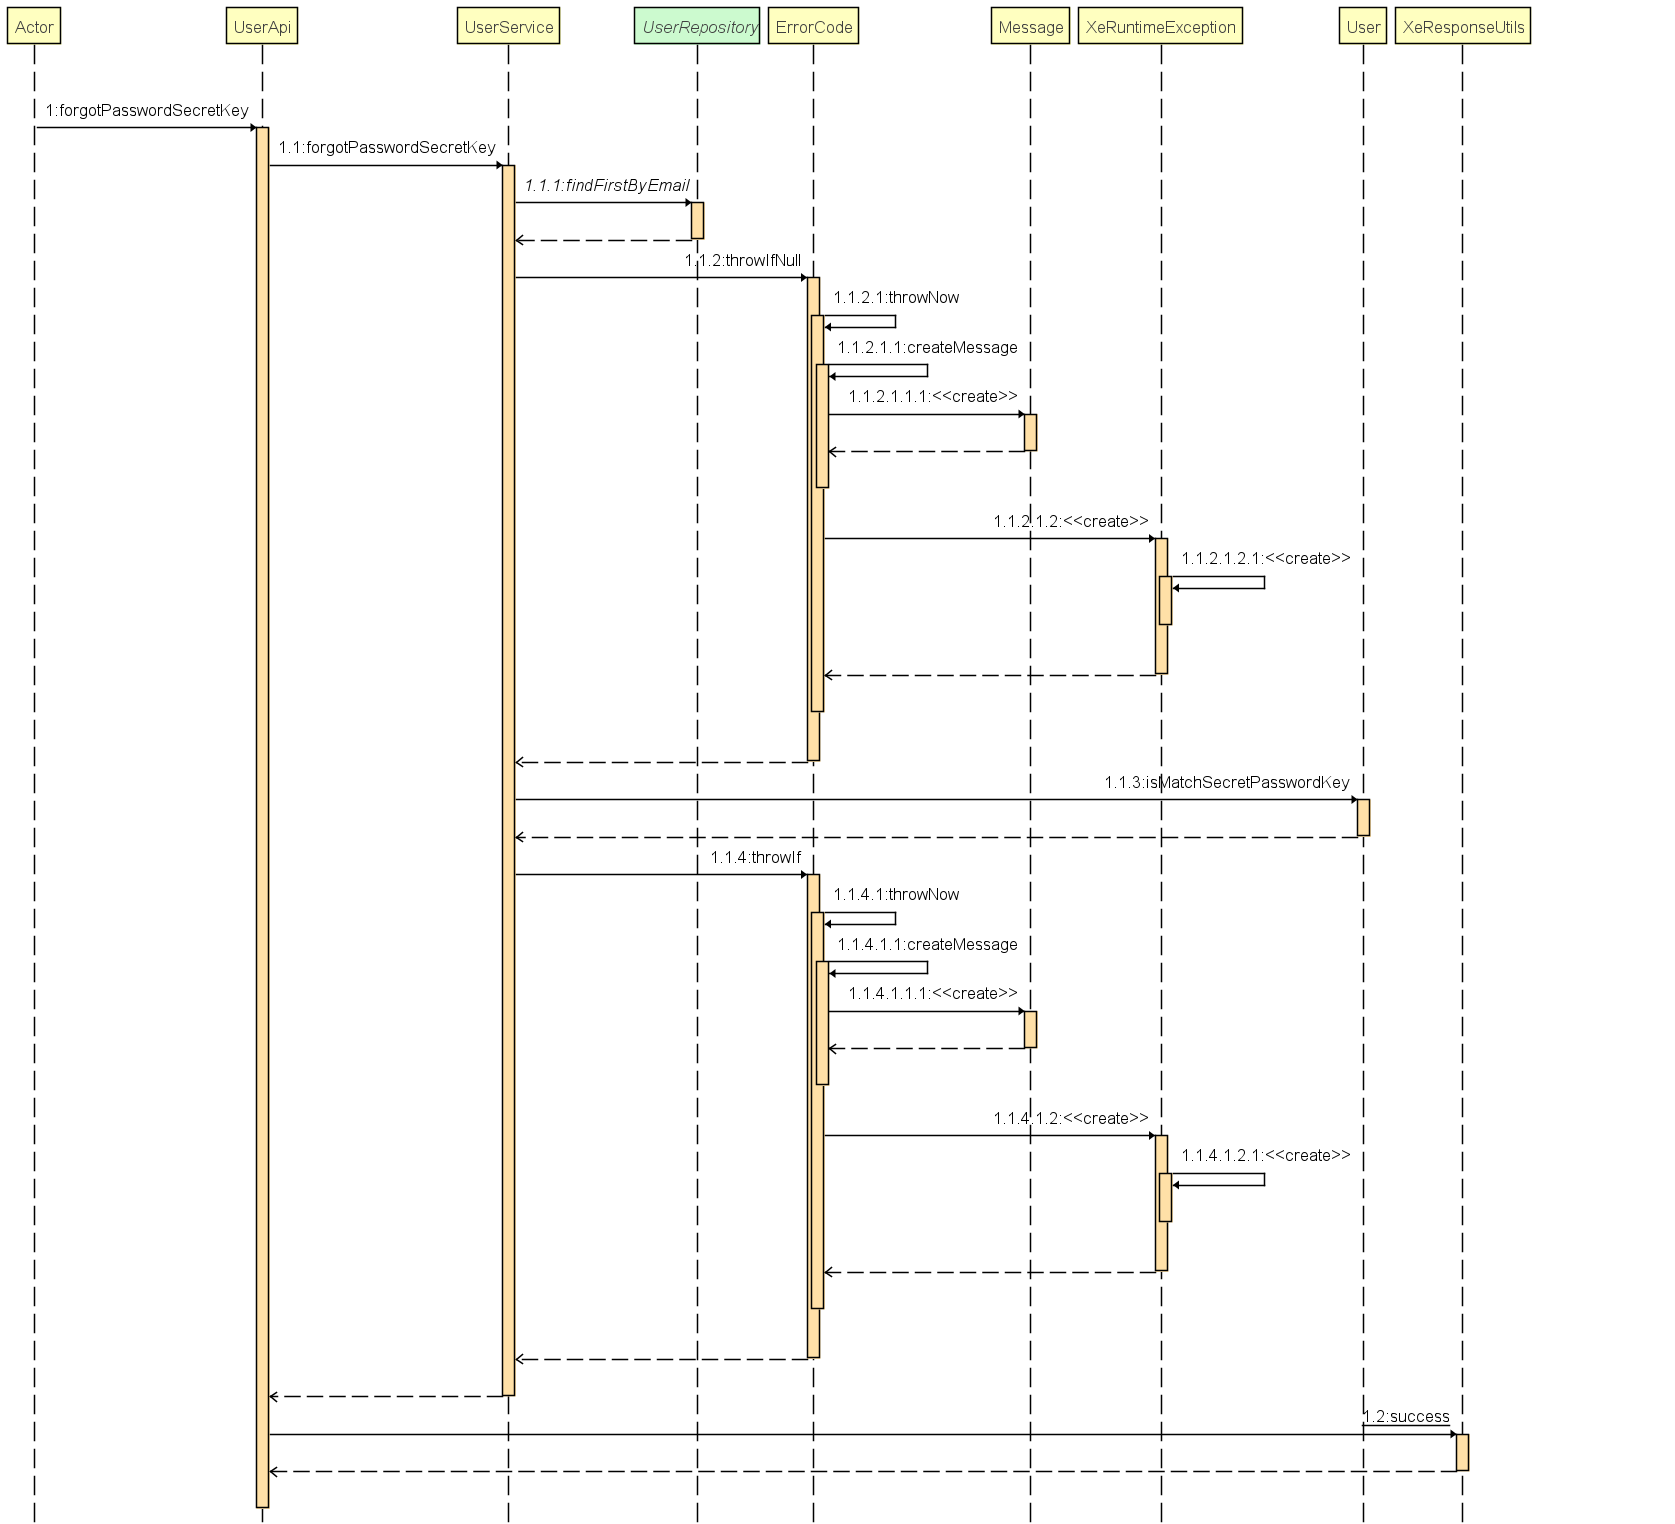 Actor
UserApi
UserService
UserRepository
ErrorCode
Message
XeRuntimeException
User
XeResponseUtils
1:forgotPasswordSecretKey
1.1:forgotPasswordSecretKey
1.1.1:findFirstByEmail
1.1.2:throwIfNull
1.1.2.1:throwNow
1.1.2.1.1:createMessage
1.1.2.1.1.1:<<create>>
1.1.2.1.2:<<create>>
1.1.2.1.2.1:<<create>>
1.1.3:isMatchSecretPasswordKey
1.1.4:throwIf
1.1.4.1:throwNow
1.1.4.1.1:createMessage
1.1.4.1.1.1:<<create>>
1.1.4.1.2:<<create>>
1.1.4.1.2.1:<<create>>
1.2:success